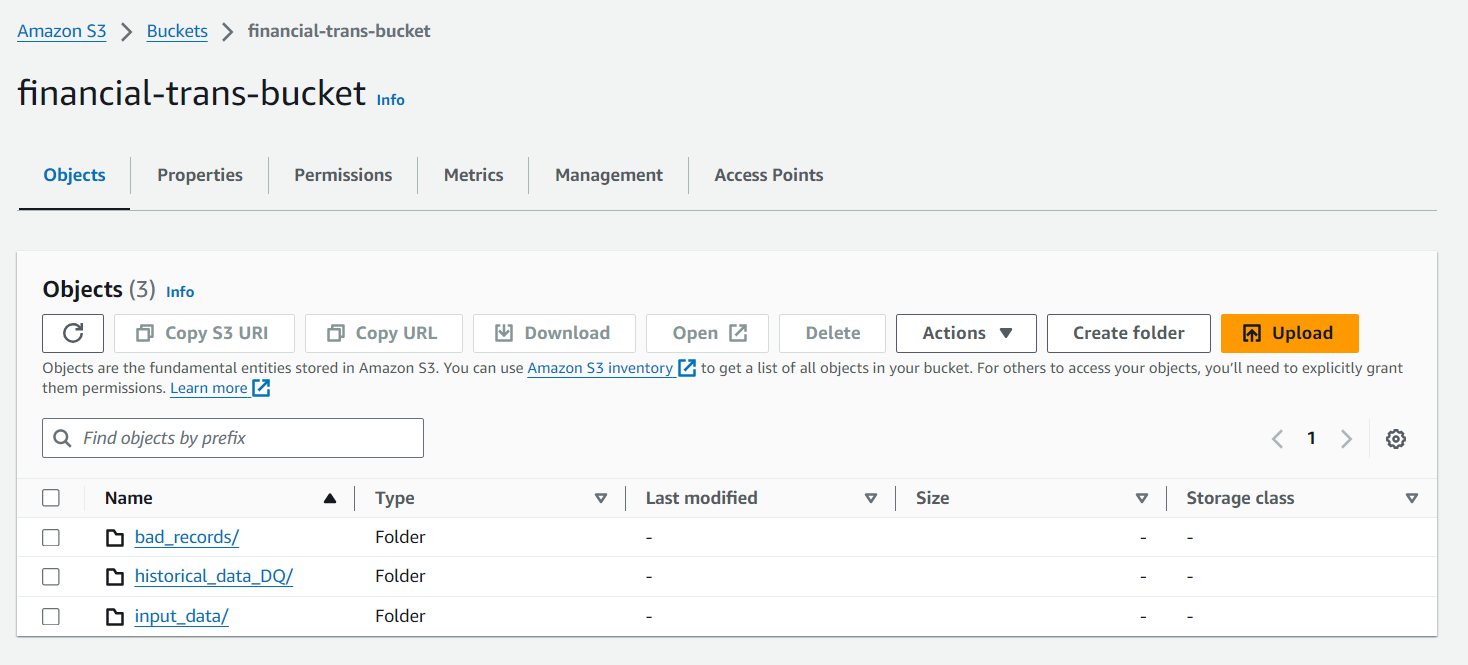 Amazon S3 > Buckets > financial-trans-bucket
financial-trans-bucket Info
Objects Properties Permissions Metrics Management Access Points
Objects (3) Info
Copy S3 URI Copy URL Download Open Delete Actions Create folder Upload
Objects are the fundamental entities stored in Amazon S3. You can use Amazon S3 inventory to get a list of all objects in your bucket. For others to access your objects, you’ll need to explicitly grant
them permissions. Learn more
Find objects by prefix 1
Name Type Last modified Size Storage class
bad_records/ Folder - - -
historical_data_DQ/ Folder - - -
input_data/ Folder - - -